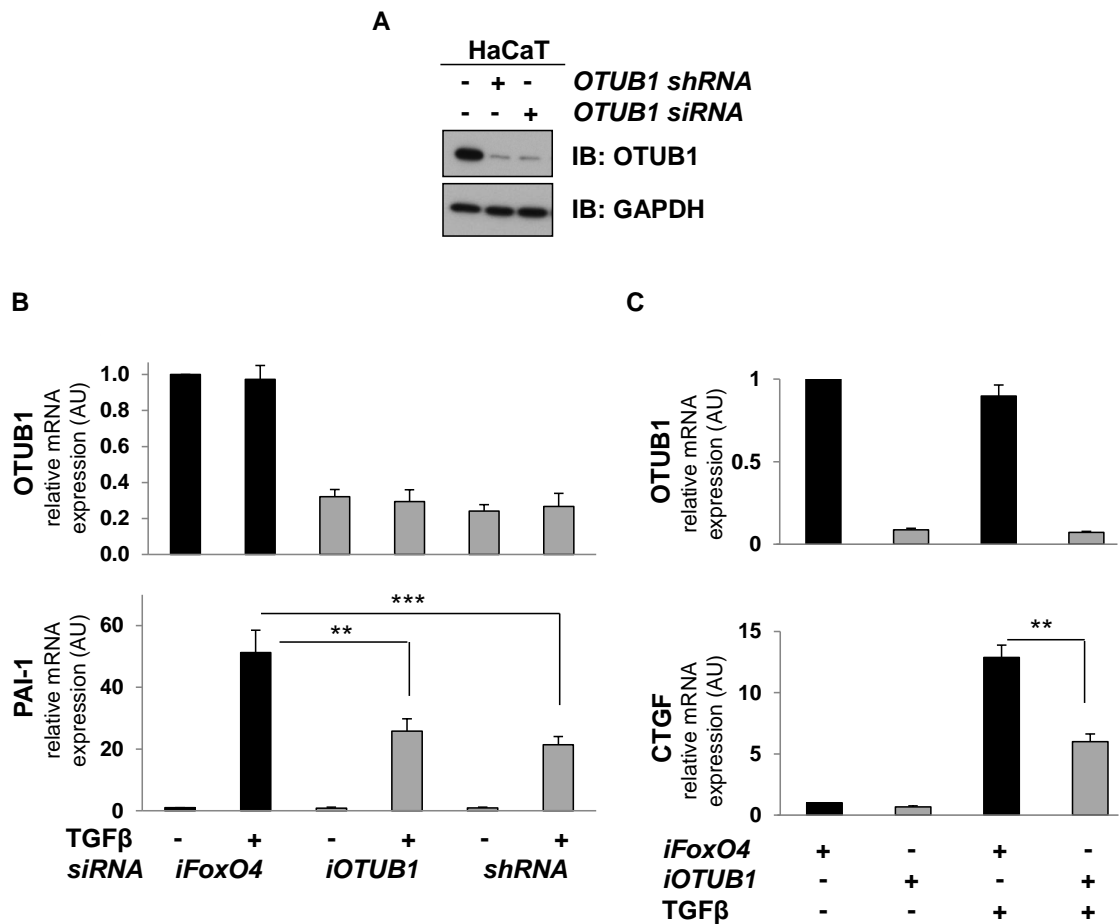 A
HaCaT
- + - OTUB1 shRNA
- - + OTUB1 siRNA
IB: OTUB1
IB: GAPDH
B
OTUB1
relative mRNA
expression (AU)
1.0
0.8
0.6
0.4
0.2
0.0
PAI-1
relative mRNA
expression (AU)
60
40
20
0
***
**
TGFβ - + - + - +
siRNA iFoxO4 iOTUB1 shRNA
C
OTUB1
relative mRNA
expression (AU)
1
0.5
0
CTGF
relative mRNA
expression (AU)
15
10
5
0
**
iFoxO4 + - + -
iOTUB1 - + - +
TGFβ - - + +